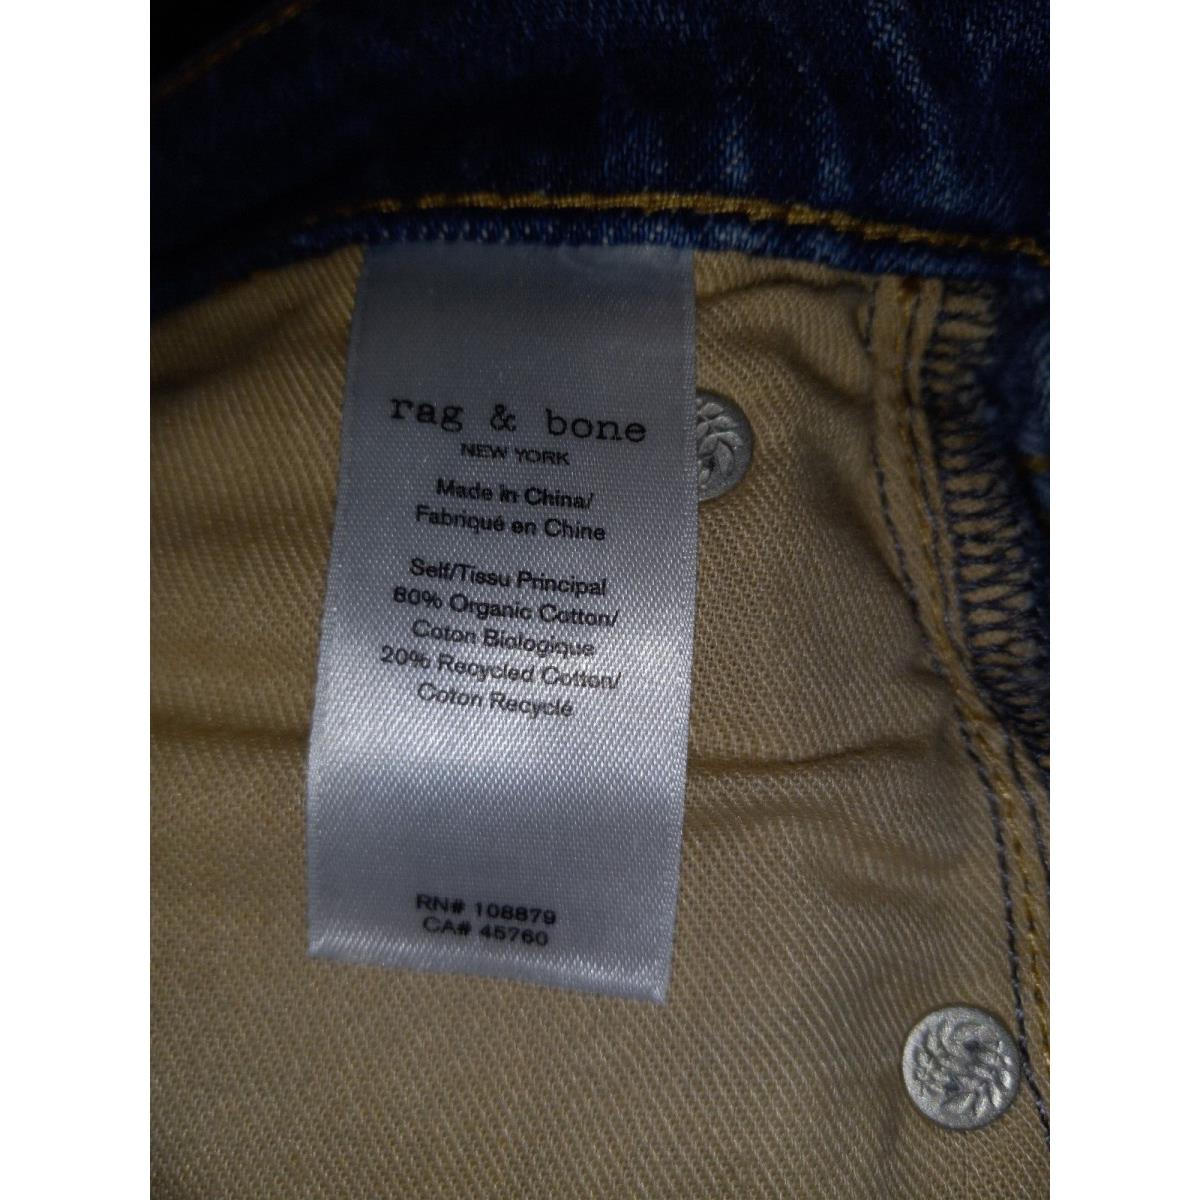 rag & bone
NEW YORK
Made in China/
Fabriqué en Chine
Self/Tissu Principal
80% Organic Cotton/
Coton Biologique
20% Recycled Cotton/
Coton Recyclé
RN# 108879
CA# 45760